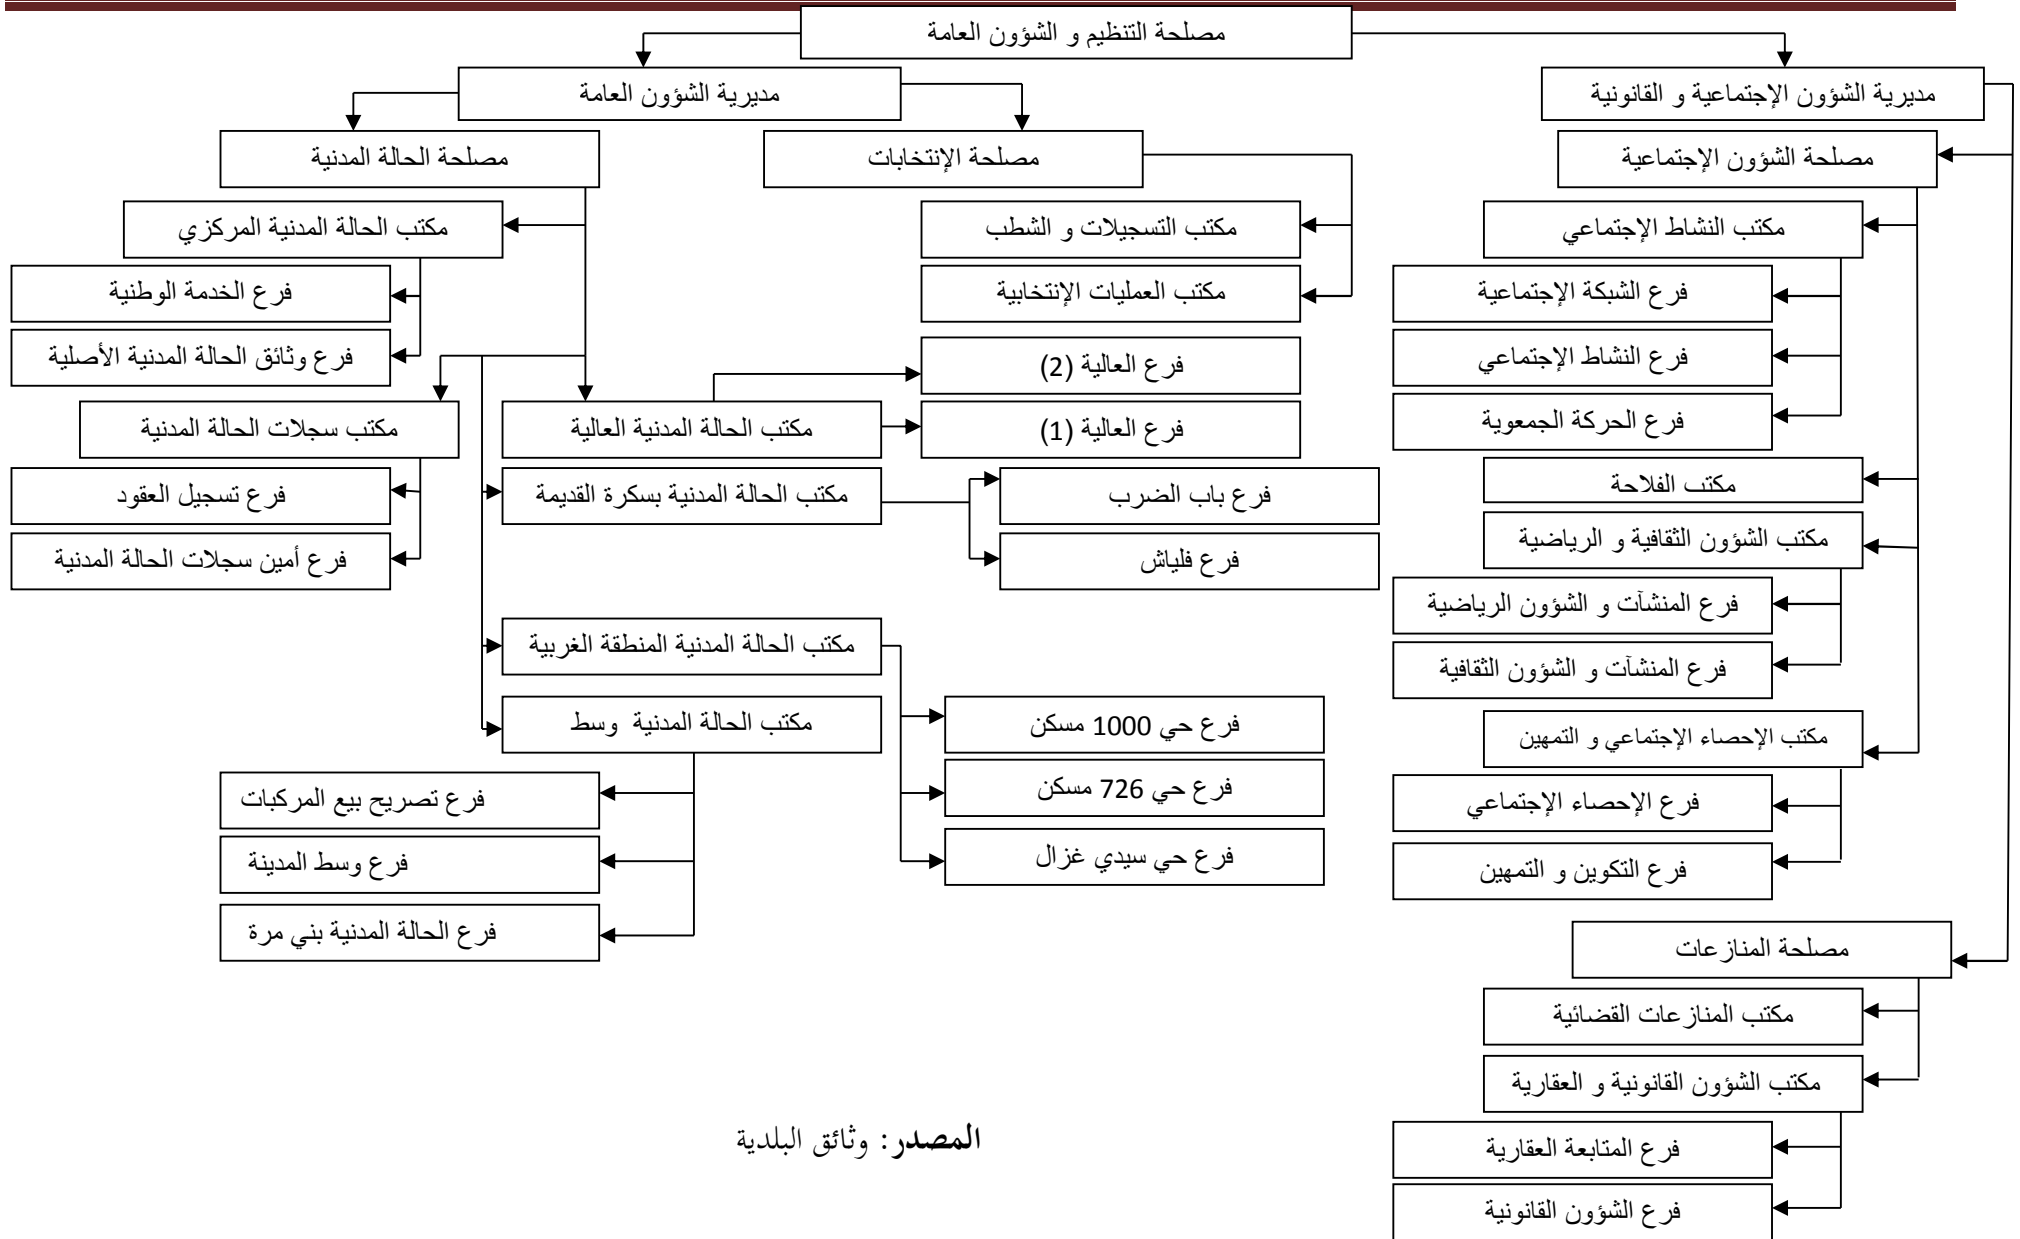 مصلحة التنظيم و الشؤون العامة
مديرية الشؤون الإجتماعية و القانونية
مديرية الشؤون العامة
مصلحة الشؤون الإجتماعية
مصلحة الإنتخابات
مصلحة الحالة المدنية
مكتب النشاط الإجتماعي
مكتب التسجيلات و الشطب
مكتب الحالة المدنية المركزي
فرع الشبكة الإجتماعية
مكتب العمليات الإنتخابية
فرع الخدمة الوطنية
فرع النشاط الإجتماعي
فرع العالية (2)
فرع وثائق الحالة المدنية الأصلية
فرع الحركة الجمعوية
فرع العالية (1)
مكتب الحالة المدنية العالية
مكتب سجلات الحالة المدنية
مكتب الفلاحة
فرع باب الضرب
مكتب الحالة المدنية بسكرة القديمة
فرع تسجيل العقود
مكتب الشؤون الثقافية و الرياضية
فرع فلياش
فرع أمين سجلات الحالة المدنية
فرع المنشآت و الشؤون الرياضية
مكتب الحالة المدنية المنطقة الغربية
فرع المنشآت و الشؤون الثقافية
مكتب الحالة المدنية وسط
فرع حي 1000 مسكن
مكتب الإحصاء الإجتماعي و التمهين
فرع حي 726 مسكن
فرع تصريح بيع المركبات
فرع الإحصاء الإجتماعي
فرع حي سيدي غزال
فرع وسط المدينة
فرع التكوين و التمهين
فرع الحالة المدنية بني مرة
مصلحة المنازعات
مكتب المنازعات القضائية
مكتب الشؤون القانونية و العقارية
المصدر: وثائق البلدية
فرع المتابعة العقارية
فرع الشؤون القانونية